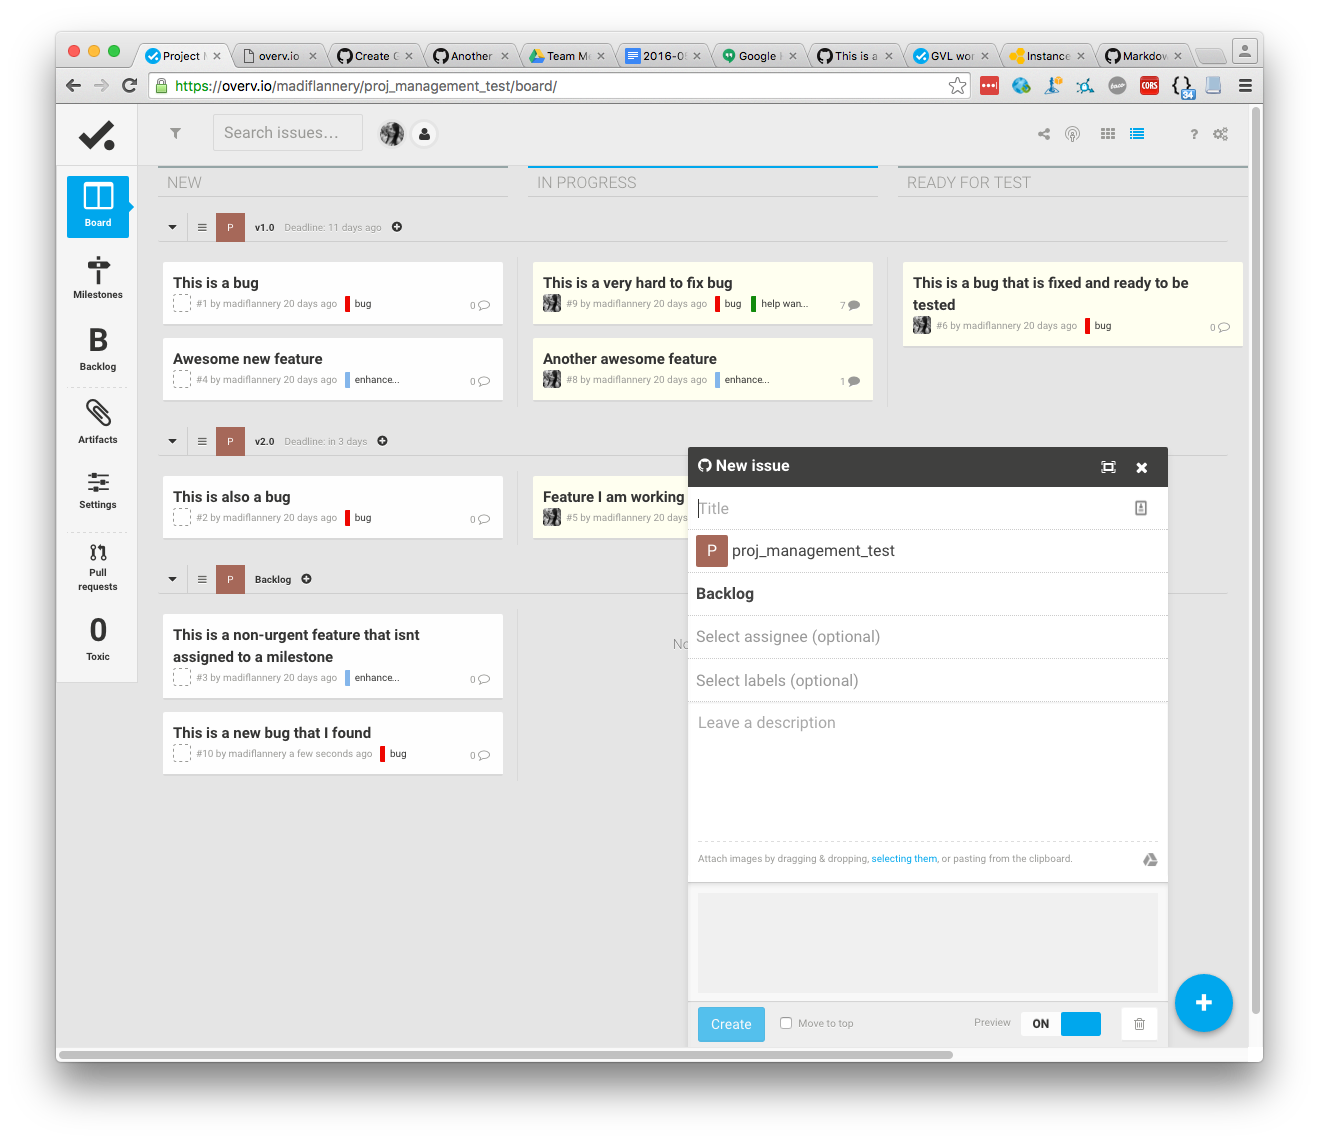 Project M
overv.io
Create G
Another
Team Me
2016-05
Google H
This is a
GVL wor
Instance
Markdow
https://overv.io/madiflannery/proj_management_test/board/
CORS
34
Search issues...
?
Board
Milestones
B
Backlog
Artifacts
Settings
Pull
requests
0
Toxic
NEW
IN PROGRESS
READY FOR TEST
P v1.0 Deadline: 11 days ago
This is a bug
#1 by madiflannery 20 days ago bug 0
Awesome new feature
#4 by madiflannery 20 days ago enhance... 0
This is a very hard to fix bug
#9 by madiflannery 20 days ago bug help wan... 7
Another awesome feature
#8 by madiflannery 20 days ago enhance... 1
This is a bug that is fixed and ready to be
tested
#6 by madiflannery 20 days ago bug 0
P v2.0 Deadline: in 3 days
This is also a bug
#2 by madiflannery 20 days ago bug 0
Feature I am working
#5 by madiflannery 20 days
P Backlog
This is a non-urgent feature that isnt
assigned to a milestone
#3 by madiflannery 20 days ago enhance... 0
This is a new bug that I found
#10 by madiflannery a few seconds ago bug 0
No
New issue
Title
P proj_management_test
Backlog
Select assignee (optional)
Select labels (optional)
Leave a description
Attach images by dragging & dropping, selecting them, or pasting from the clipboard.
Create Move to top Preview ON
+